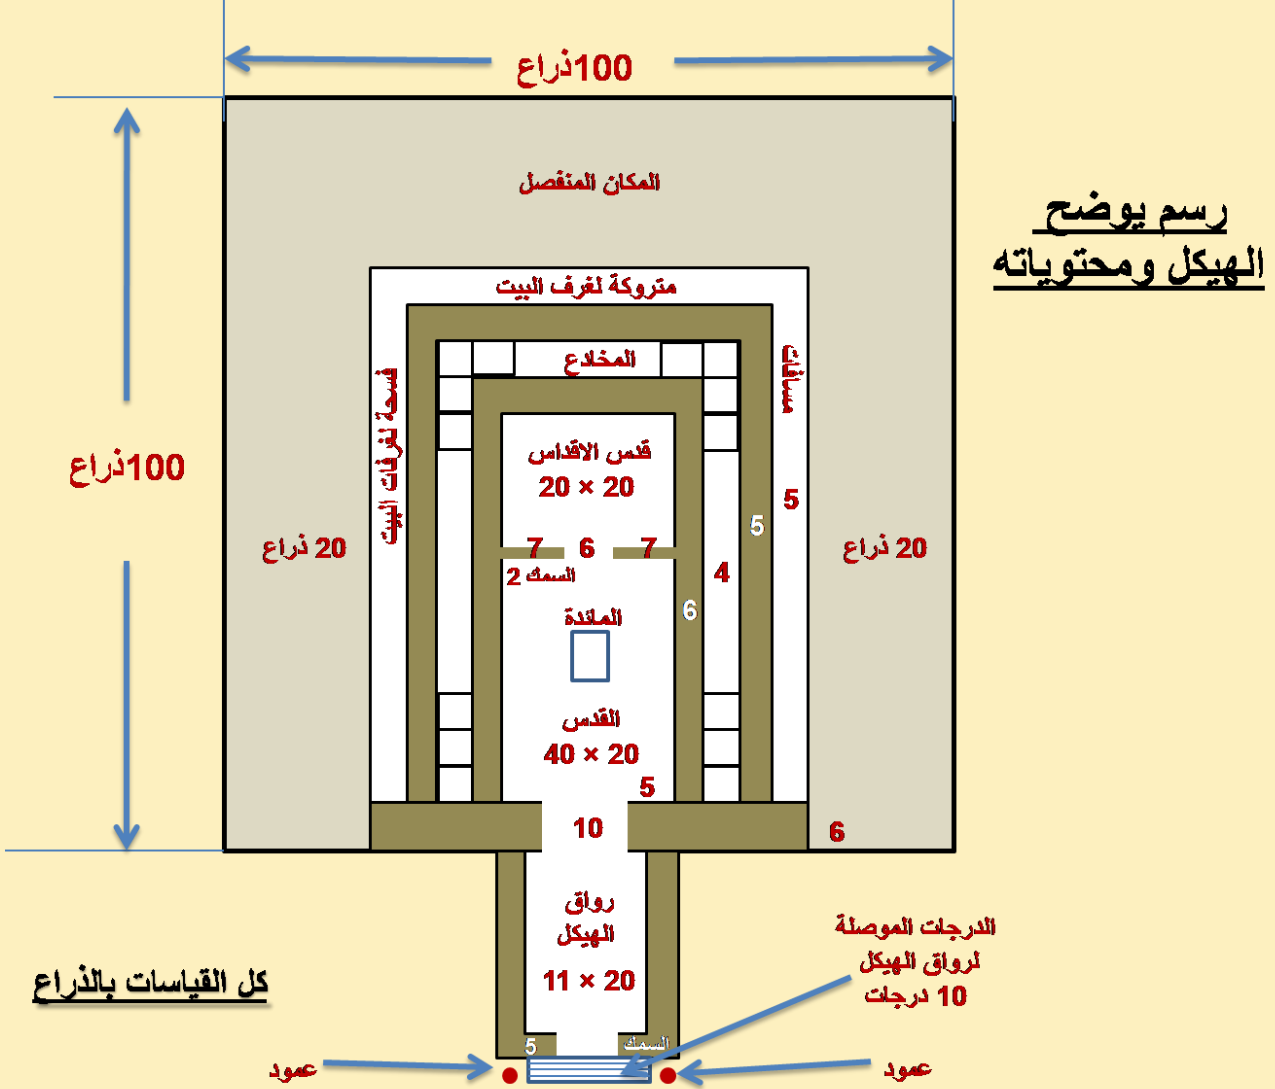 100ذراع
المكان المنفصل
رسم يوضح
الهيكل ومحتوياته
متروكة لغرف البيت
مسافات
المخادع
فسحة لغرفات البيت
قدس الاقداس
20 × 20
100ذراع
5
5
20 ذراع
20 ذراع
7 6 7
السمك 2
4
6
المائدة
القدس
40 × 20
5
10
6
رواق
الهيكل
11 × 20
الدرجات الموصلة
لرواق الهيكل
10 درجات
كل القياسات بالذراع
السمك
5
عمود
عمود